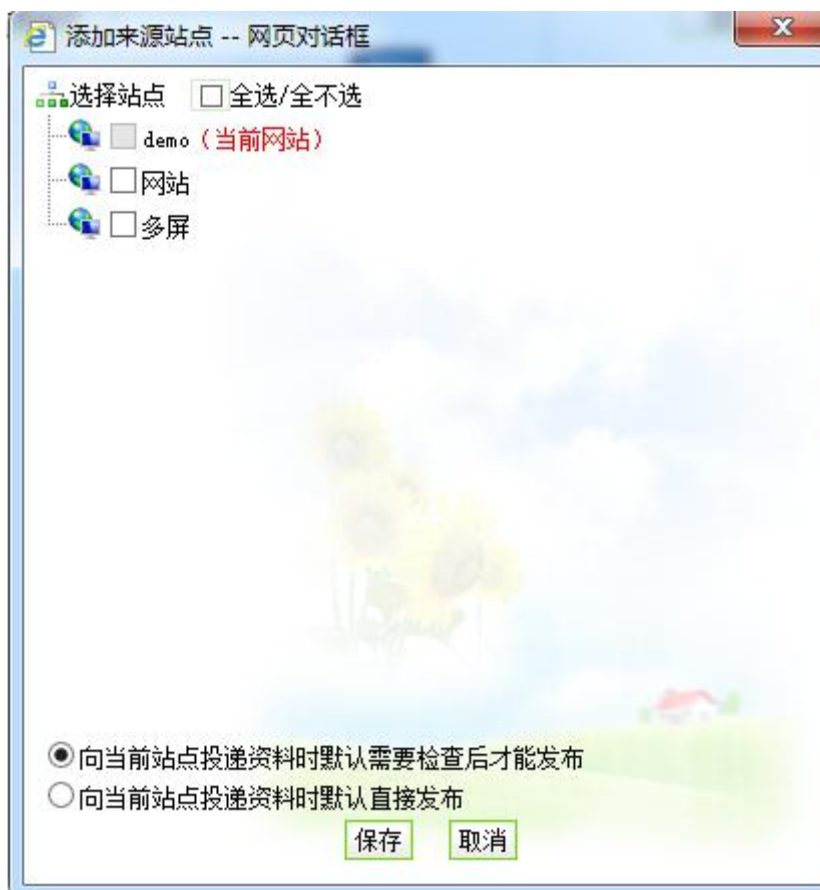 添加来源站点 -- 网页对话框
选择站点 全选/全不选
demo（当前网站）
网站
多屏
向当前站点投递资料时默认需要检查后才能发布
向当前站点投递资料时默认直接发布
保存 取消